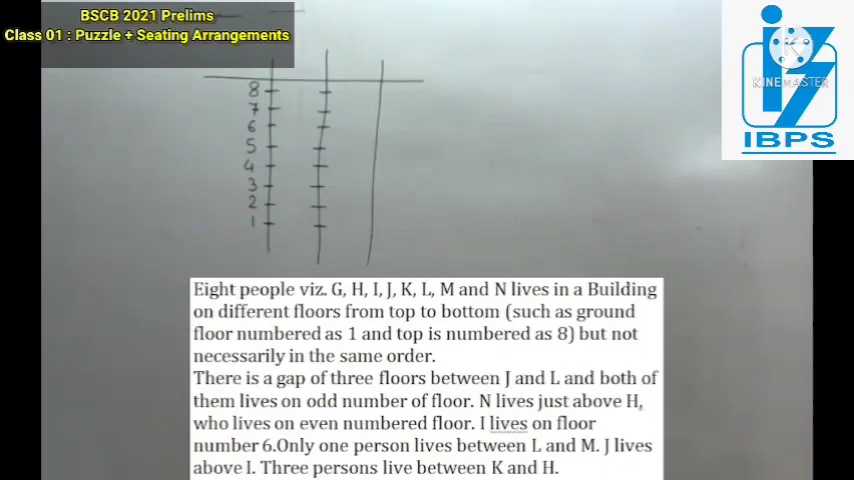 BSCB 2021 Prelims
Class 01 : Puzzle + Seating Arrangements
KINEMASTER
IBPS
8
7
6
5
4
3
2
1
Eight people viz. G, H, I, J, K, L, M and N lives in a Building
on different floors from top to bottom (such as ground
floor numbered as 1 and top is numbered as 8) but not
necessarily in the same order.
There is a gap of three floors between J and L and both of
them lives on odd number of floor. N lives just above H,
who lives on even numbered floor. I lives on floor
number 6.Only one person lives between L and M. J lives
above I. Three persons live between K and H.